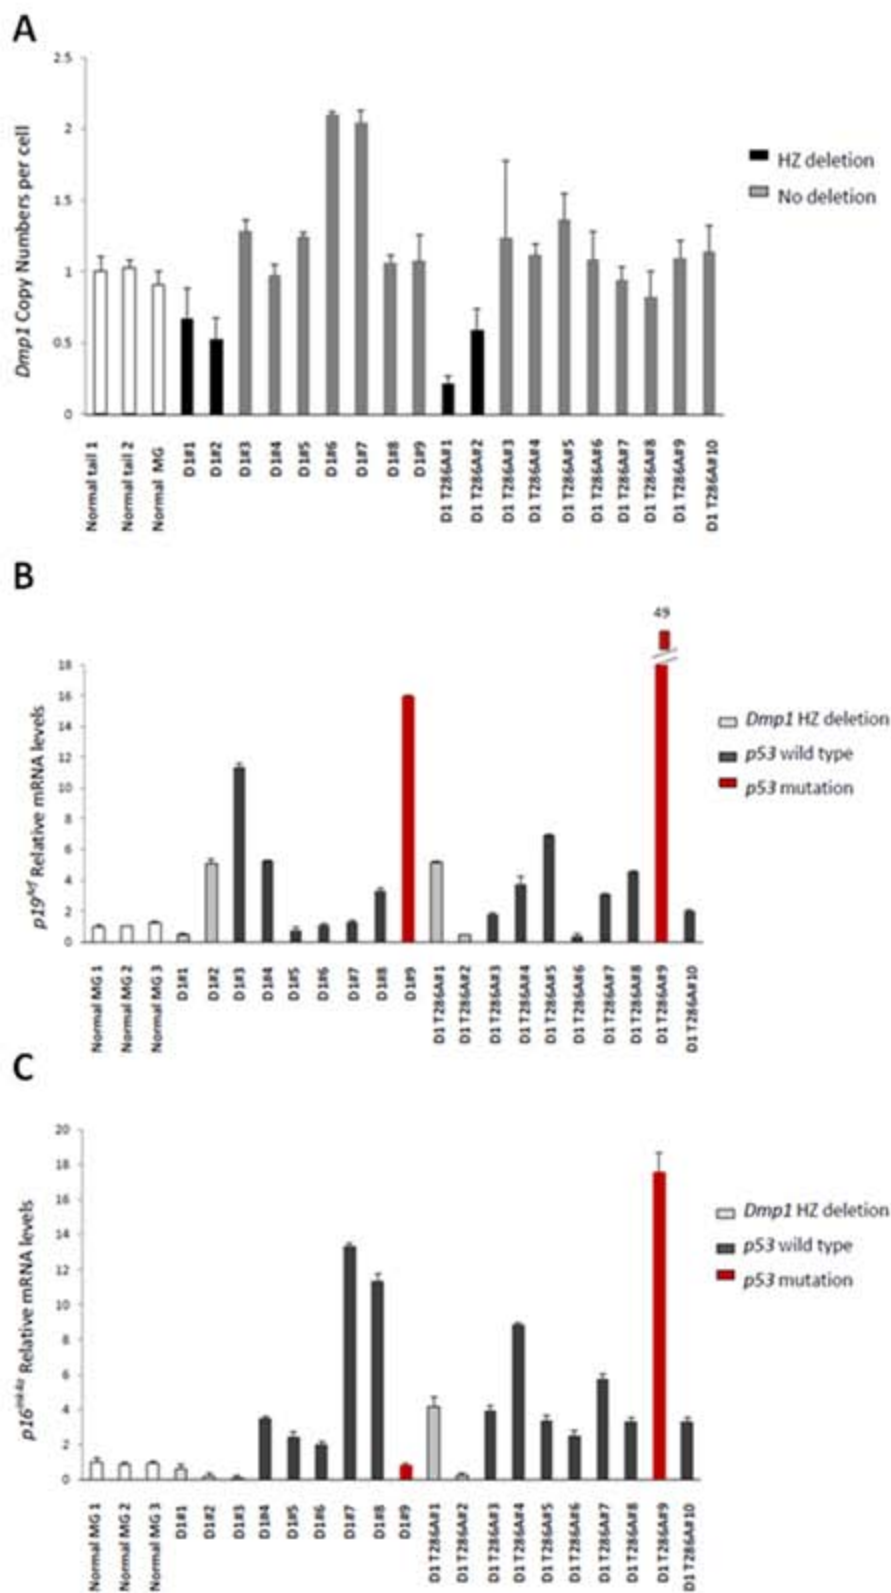 A
Dmp1 Copy Numbers per cell
2.5
2
1.5
1
0.5
0
HZ deletion
No deletion
Normal tail 1
Normal tail 2
Normal MG
D1#1
D1#2
D1#3
D1#4
D1#5
D1#6
D1#7
D1#8
D1#9
D1 T286A#1
D1 T286A#2
D1 T286A#3
D1 T286A#4
D1 T286A#5
D1 T286A#6
D1 T286A#7
D1 T286A#8
D1 T286A#9
D1 T286A#10
B
p19Arf Relative mRNA levels
49
18
16
14
12
10
8
6
4
2
0
Dmp1 HZ deletion
p53 wild type
p53 mutation
Normal MG 1
Normal MG 2
Normal MG 3
D1#1
D1#2
D1#3
D1#4
D1#5
D1#6
D1#7
D1#8
D1#9
D1 T286A#1
D1 T286A#2
D1 T286A#3
D1 T286A#4
D1 T286A#5
D1 T286A#6
D1 T286A#7
D1 T286A#8
D1 T286A#9
D1 T286A#10
C
p16Ink4a Relative mRNA levels
20
18
16
14
12
10
8
6
4
2
0
Dmp1 HZ deletion
p53 wild type
p53 mutation
Normal MG 1
Normal MG 2
Normal MG 3
D1#1
D1#2
D1#3
D1#4
D1#5
D1#6
D1#7
D1#8
D1#9
D1 T286A#1
D1 T286A#2
D1 T286A#3
D1 T286A#4
D1 T286A#5
D1 T286A#6
D1 T286A#7
D1 T286A#8
D1 T286A#9
D1 T286A#10